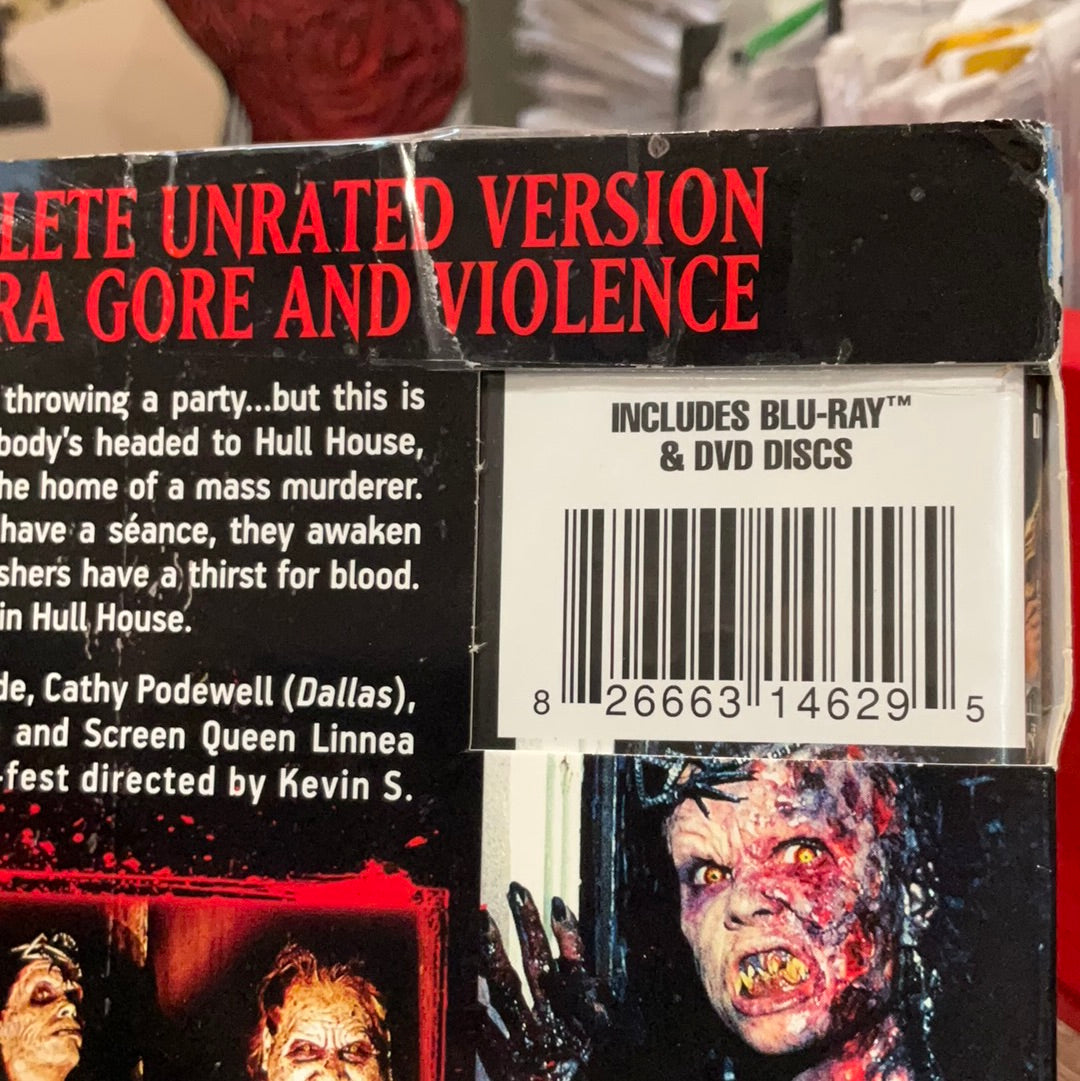 LETE UNRATED VERSION
RA GORE AND VIOLENCE
throwing a party...but this is
body's headed to Hull House,
he home of a mass murderer.
have a séance, they awaken
shers have a thirst for blood.
in Hull House.
de, Cathy Podewell (Dallas),
and Screen Queen Linnea
-fest directed by Kevin S.
INCLUDES BLU-RAY™
& DVD DISCS
8 26663 14629 5